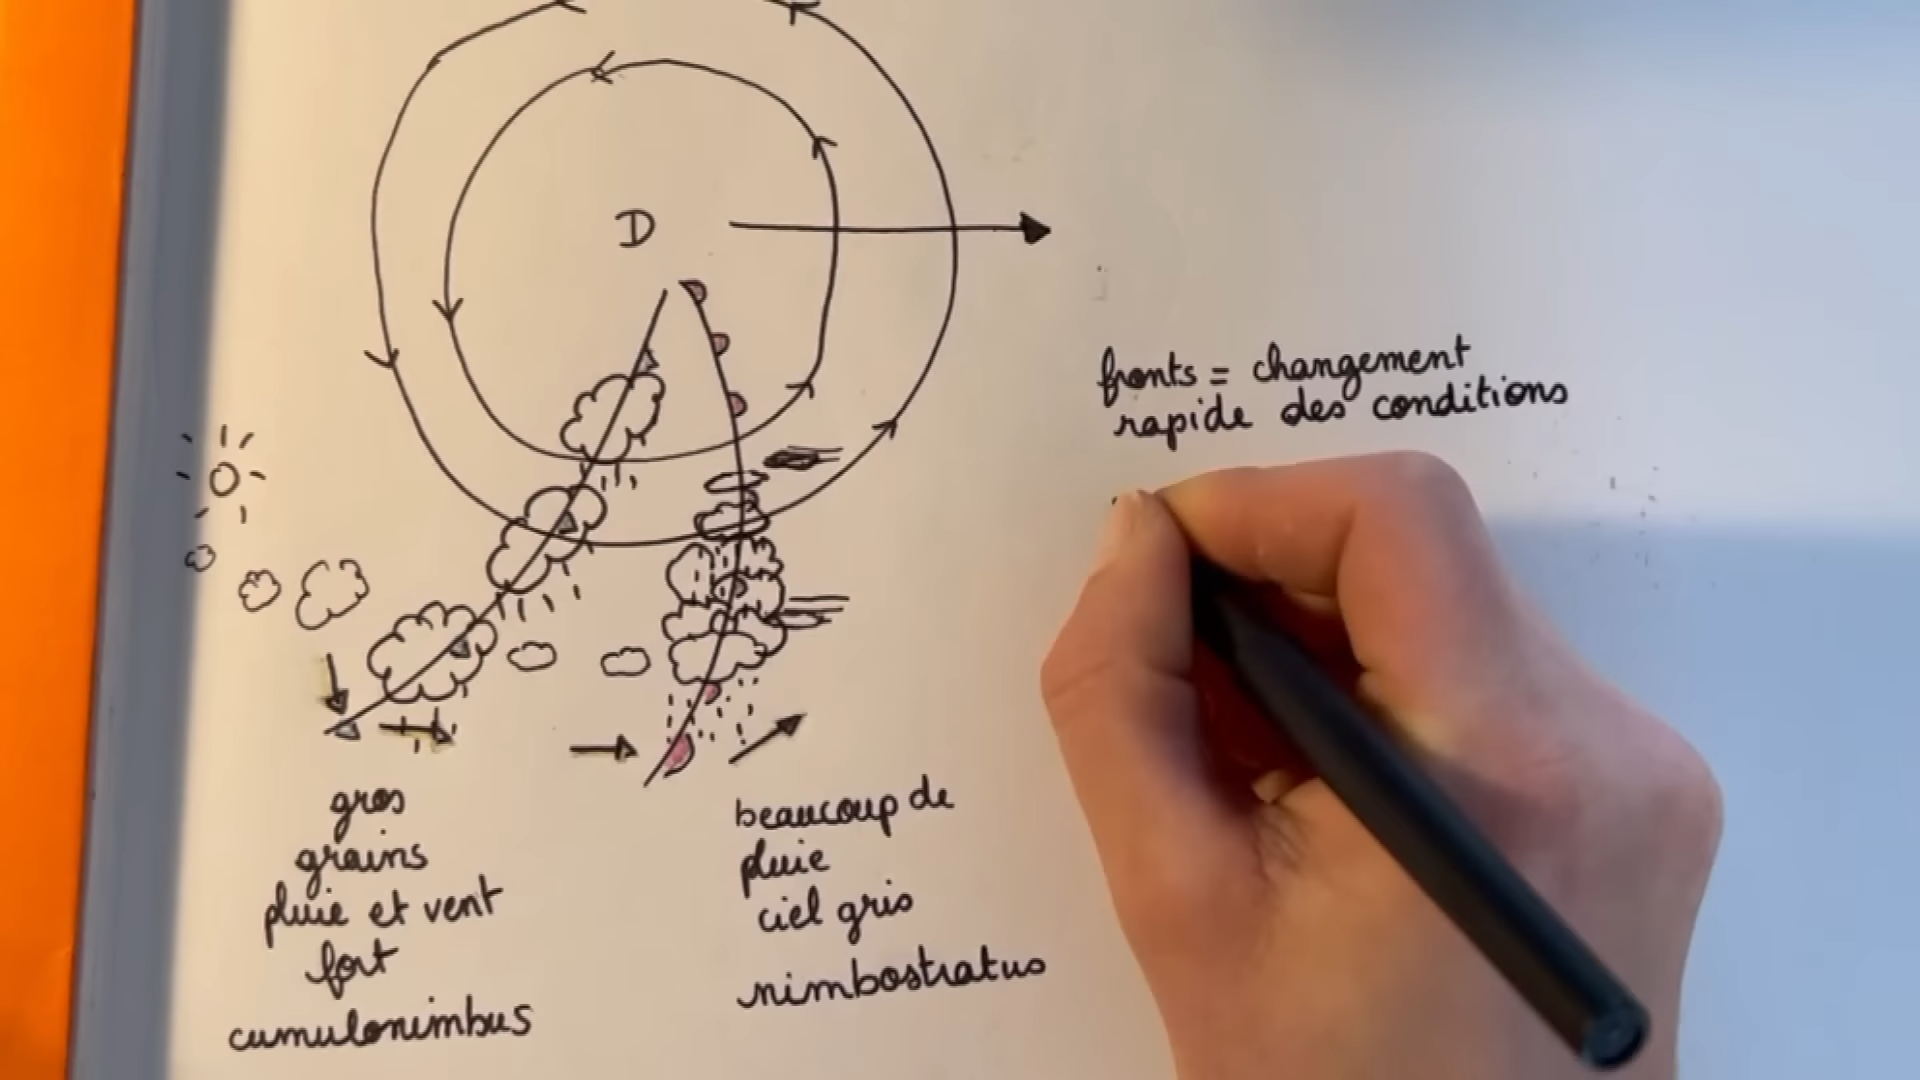 D
fronts = changement
rapide des conditions
gros
grains
pluie et vent
fort
cumulonimbus
beaucoup de
pluie
ciel gris
nimbostratus